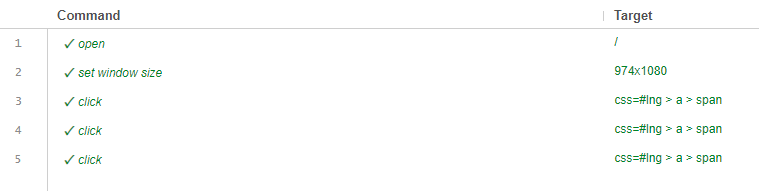 Command Target
1 ✓ open /
2 ✓ set window size 974x1080
3 ✓ click css=#lng > a > span
4 ✓ click css=#lng > a > span
5 ✓ click css=#lng > a > span